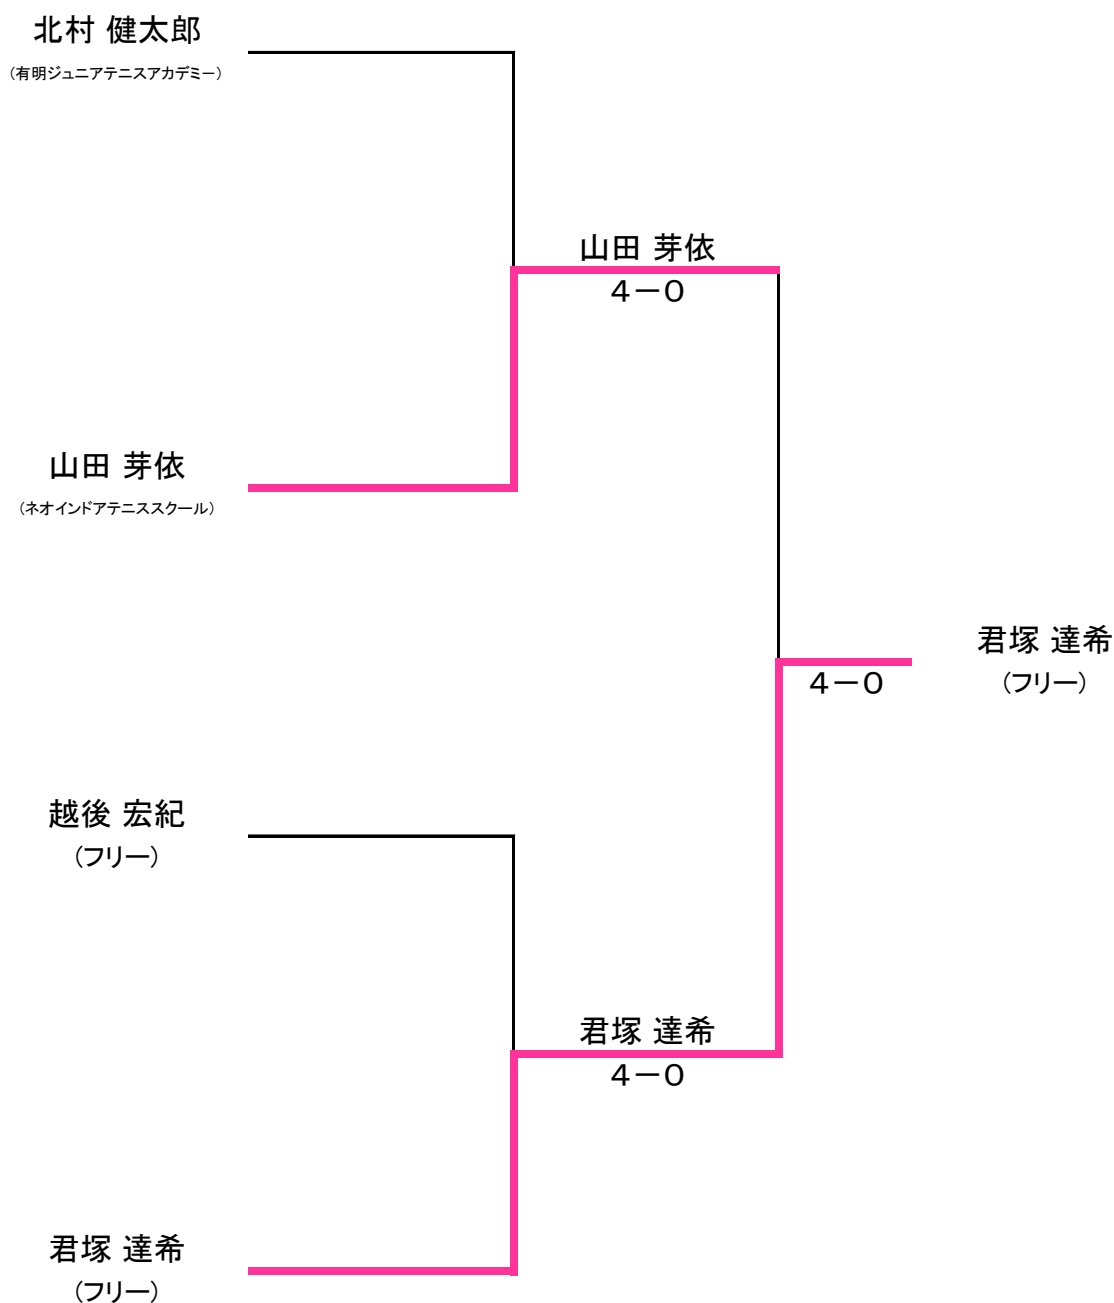 北村 健太郎
（有明ジュニアテニスアカデミー）
山田 芽依
４－０
山田 芽依
（ネオインドアテニススクール）
君塚 達希
（フリー）
４－０
越後 宏紀
（フリー）
君塚 達希
４－０
君塚 達希
（フリー）